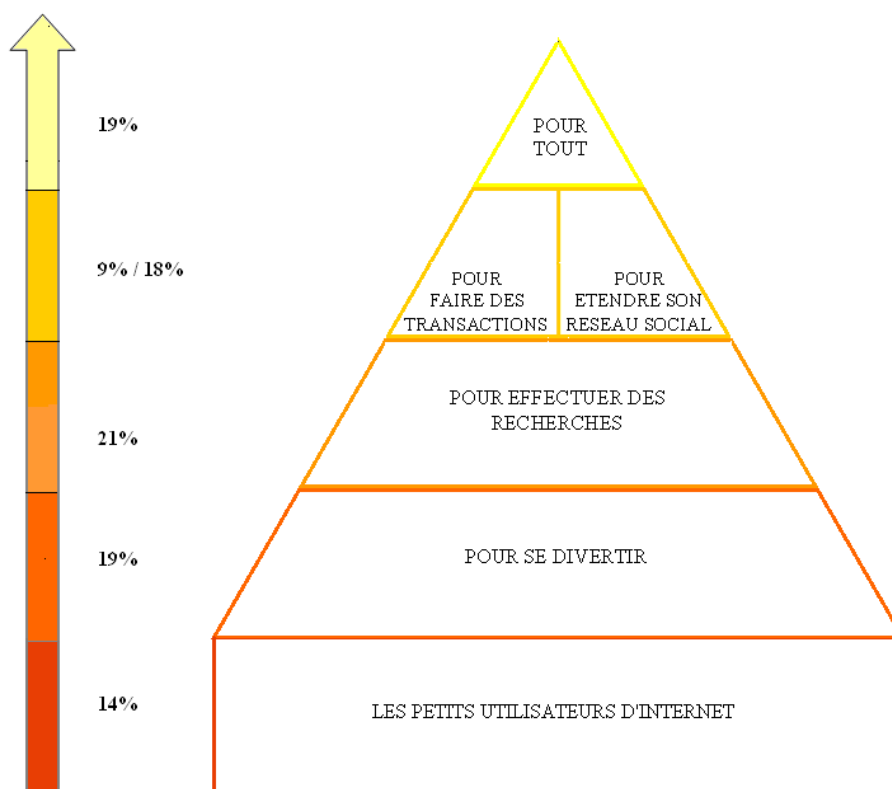 19%
POUR
TOUT
9% / 18%
POUR
FAIRE DES
TRANSACTIONS
POUR
ETENDRE SON
RESEAU SOCIAL
21%
POUR EFFECTUER DES
RECHERCHES
19%
POUR SE DIVERTIR
14%
LES PETITS UTILISATEURS D'INTERNET